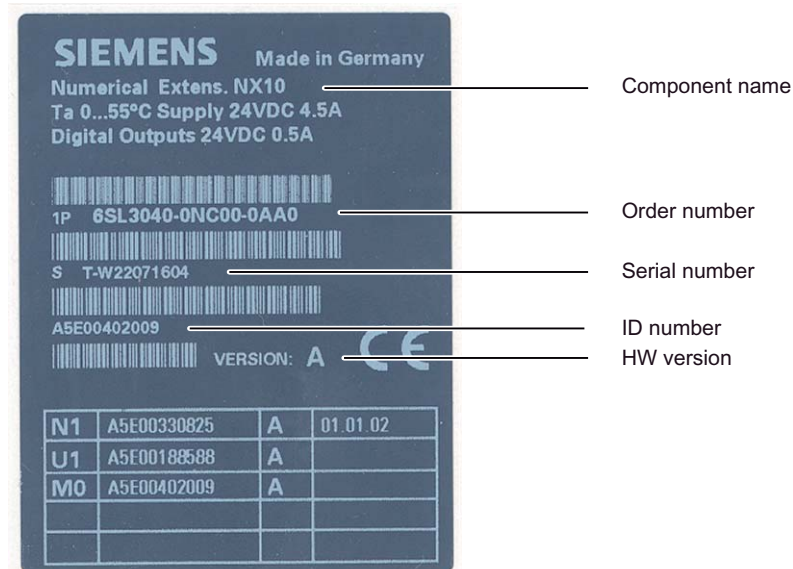 SIEMENS Made in Germany
Numerical Extens. NX10
Component name
Ta 0...55°C Supply 24VDC 4.5A
Digital Outputs 24VDC 0.5A
1P 6SL3040-0NC00-0AA0
Order number
S T-W22071604
Serial number
A5E00402009
ID number
VERSION: A CE
HW version
N1 A5E00330825 A 01.01.02
U1 A5E00188588 A
M0 A5E00402009 A